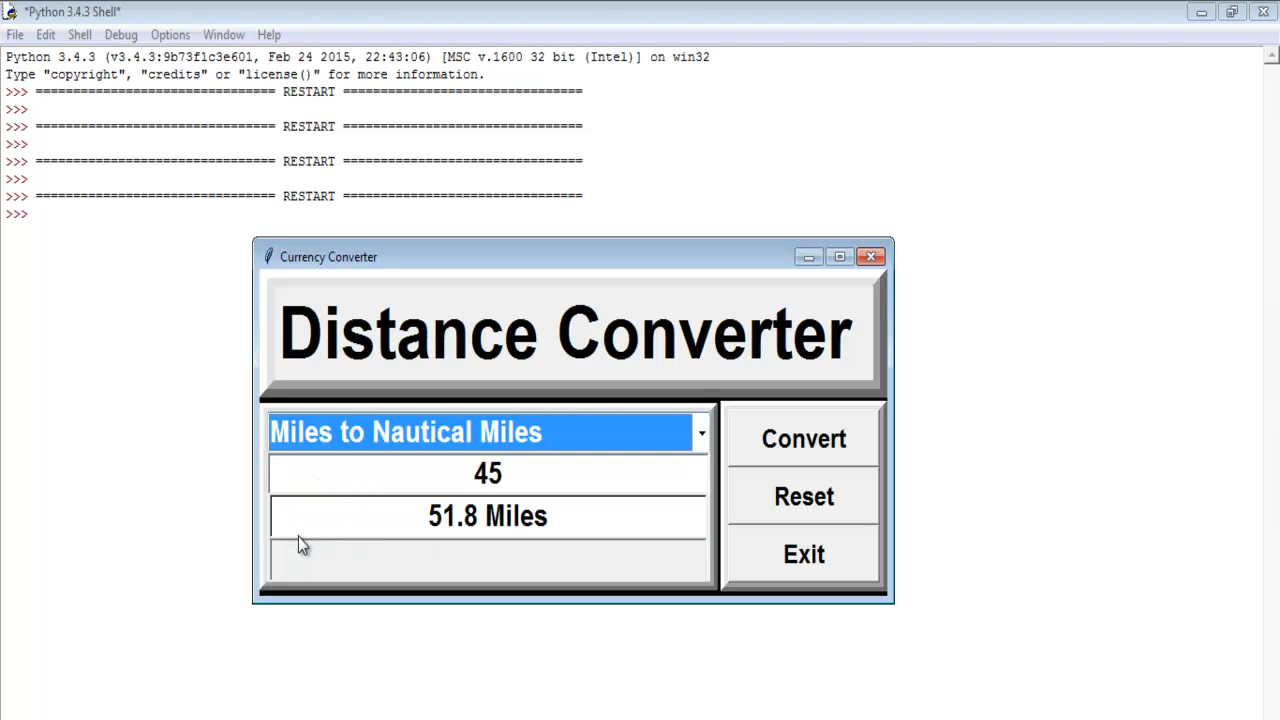 *Python 3.4.3 Shell*
File Edit Shell Debug Options Window Help
Python 3.4.3 (v3.4.3:9b73f1c3e601, Feb 24 2015, 22:43:06) [MSC v.1600 32 bit (Intel)] on win32
Type "copyright", "credits" or "license()" for more information.
>>> ================================ RESTART ================================
>>>
>>> ================================ RESTART ================================
>>>
>>> ================================ RESTART ================================
>>>
>>> ================================ RESTART ================================
>>>
Currency Converter
Distance Converter
Miles to Nautical Miles
45
51.8 Miles
Convert
Reset
Exit